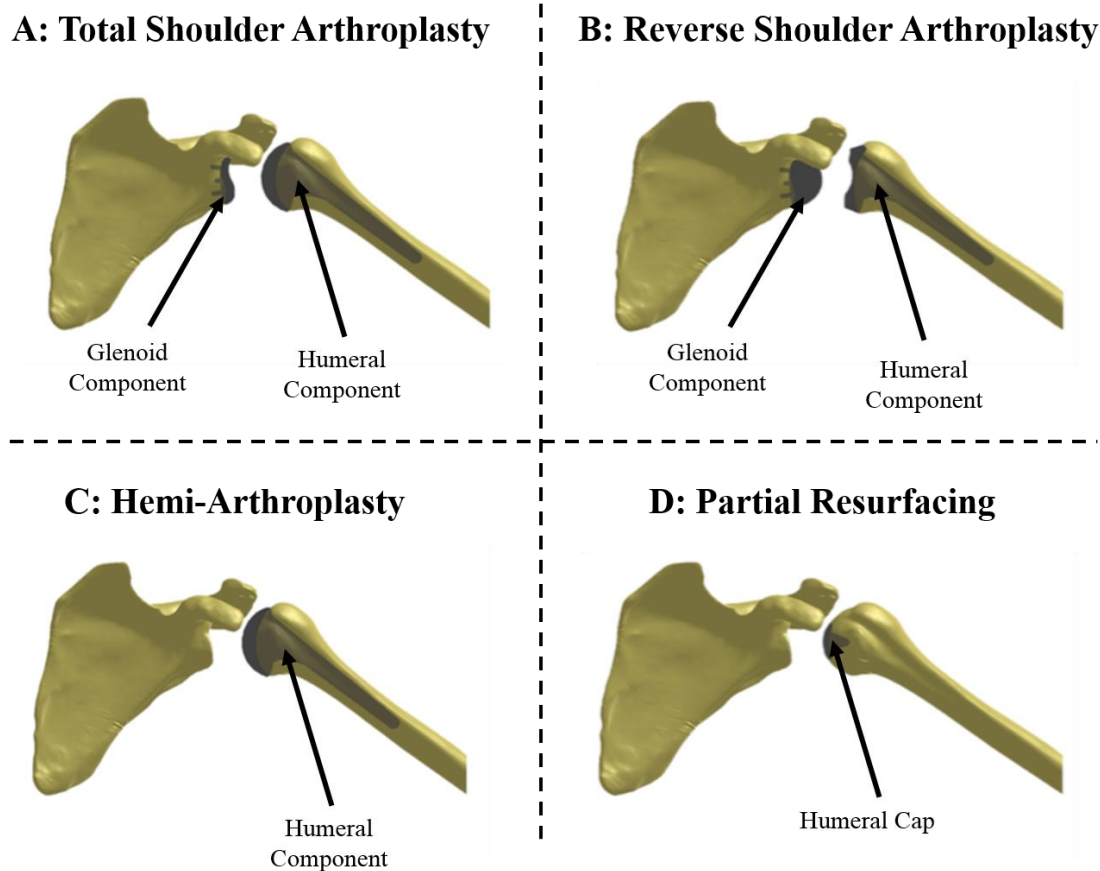 A: Total Shoulder Arthroplasty
Glenoid
Component
Humeral
Component
B: Reverse Shoulder Arthroplasty
Glenoid
Component
Humeral
Component
C: Hemi-Arthroplasty
Humeral
Component
D: Partial Resurfacing
Humeral Cap